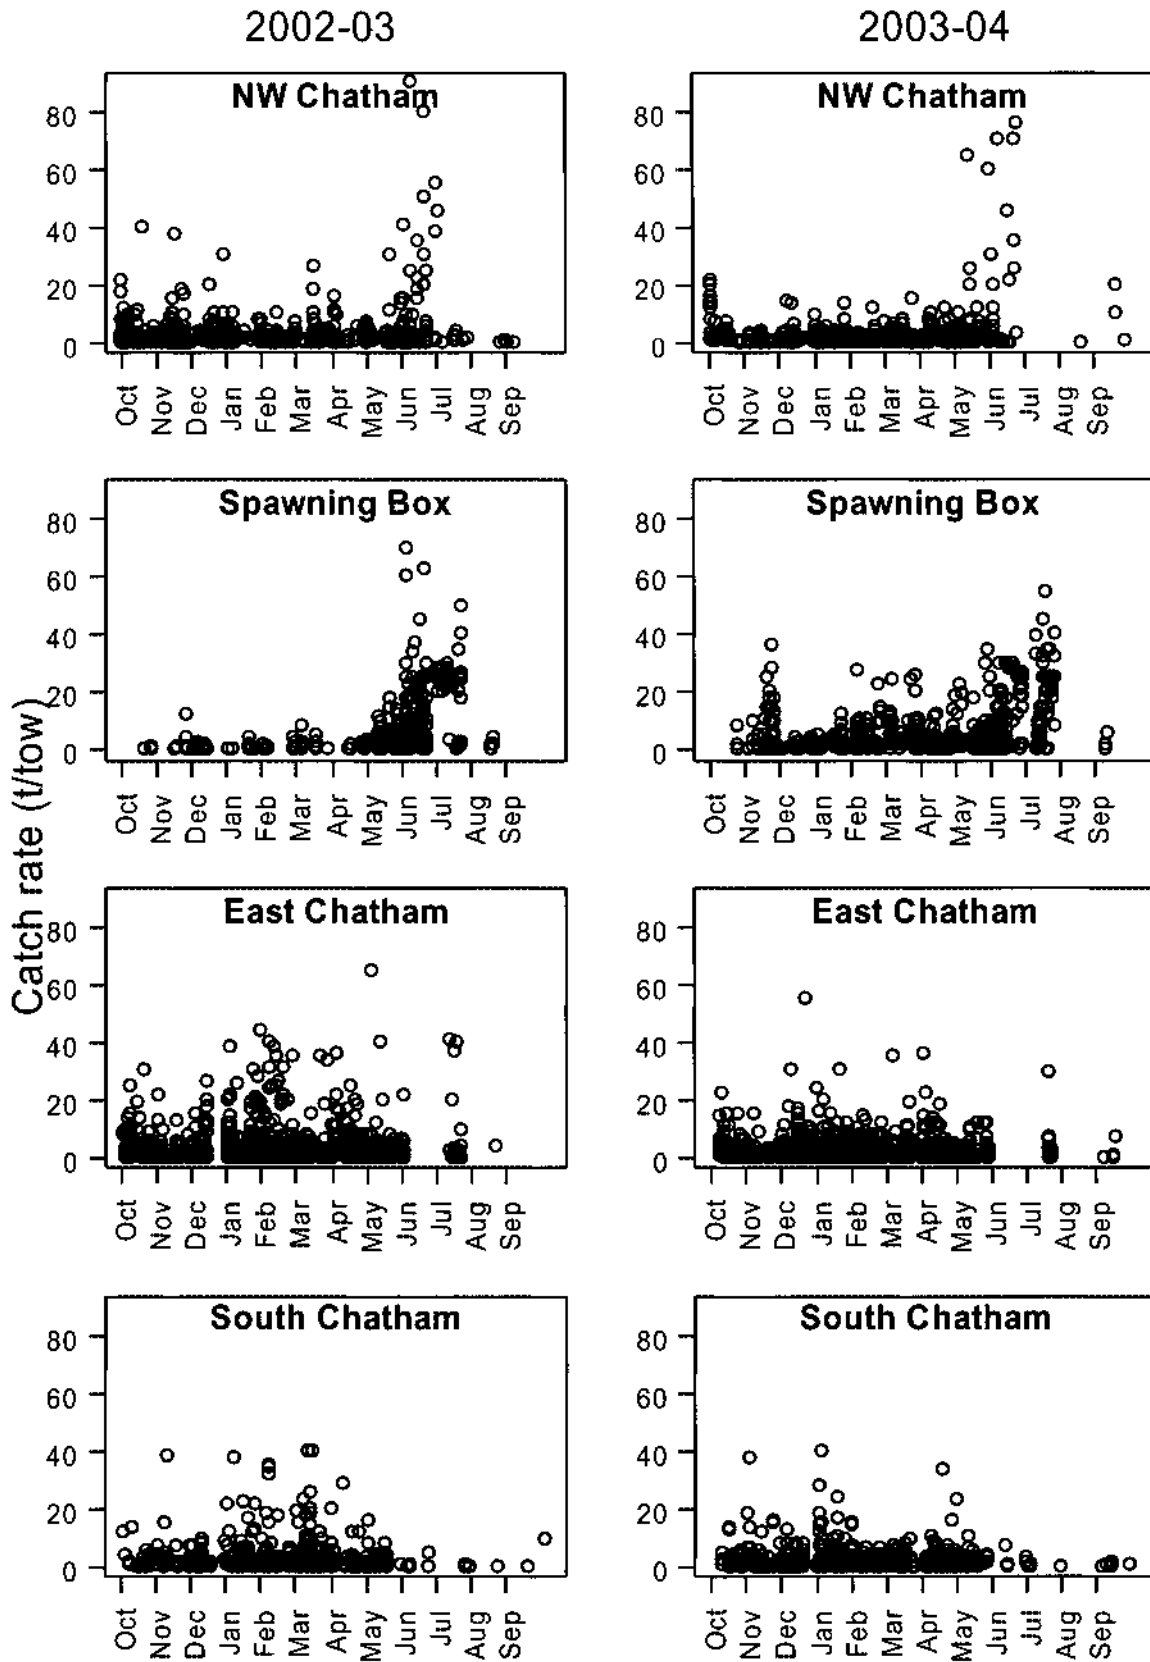 2002-03 2003-04
NW Chatham NW Chatham
80 80
60 60
40 40
20 20
0 0
Oct Nov Dec Jan Feb Mar Apr May Jun Jul Aug Sep Oct Nov Dec Jan Feb Mar Apr May Jun Jul Aug Sep
Spawning Box Spawning Box
80 80
60 60
40 40
20 20
0 0
Oct Nov Dec Jan Feb Mar Apr May Jun Jul Aug Sep Oct Nov Dec Jan Feb Mar Apr May Jun Jul Aug Sep
Catch rate (t/tow)
East Chatham East Chatham
80 80
60 60
40 40
20 20
0 0
Oct Nov Dec Jan Feb Mar Apr May Jun Jul Aug Sep Oct Nov Dec Jan Feb Mar Apr May Jun Jul Aug Sep
South Chatham South Chatham
80 80
60 60
40 40
20 20
0 0
Oct Nov Dec Jan Feb Mar Apr May Jun Jul Aug Sep Oct Nov Dec Jan Feb Mar Apr May Jun Jul Aug Sep